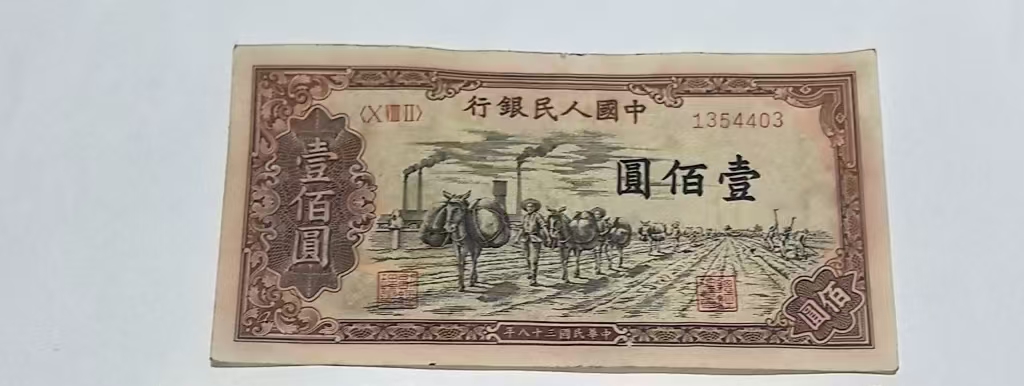 〈X VIII II〉
中國人民銀行
1354403
壹佰圓
壹佰圓
佰圓
中華民國三十八年